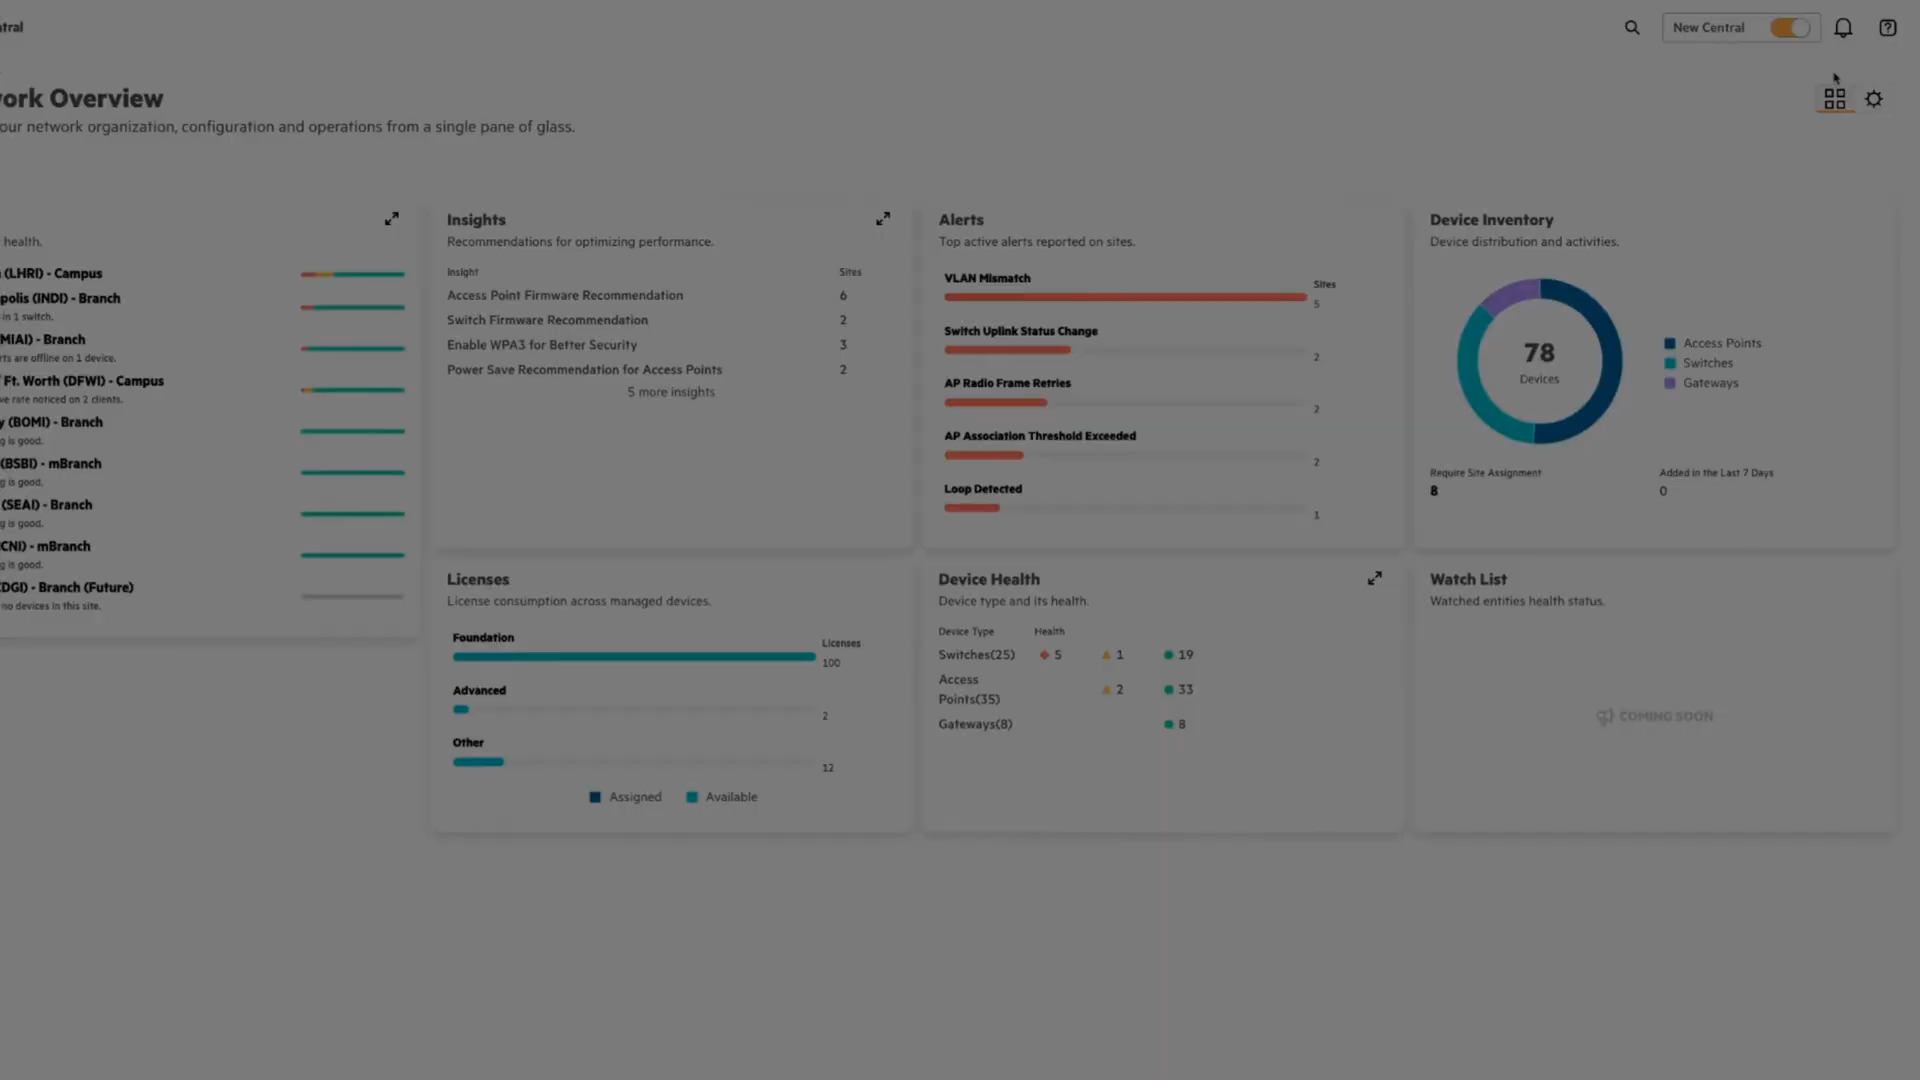 tral
New Central
ork Overview
our network organization, configuration and operations from a single pane of glass.
health.
(LHRI) - Campus
polis (INDI) - Branch
in 1 switch.
MIAI) - Branch
rts are offline on 1 device.
Ft. Worth (DFWI) - Campus
ve rate noticed on 2 clients.
y (BOMI) - Branch
g is good.
(BSBI) - mBranch
g is good.
(SEAI) - Branch
g is good.
CNI) - mBranch
g is good.
DGI) - Branch (Future)
no devices in this site.
Insights
Recommendations for optimizing performance.
Insight Sites
Access Point Firmware Recommendation 6
Switch Firmware Recommendation 2
Enable WPA3 for Better Security 3
Power Save Recommendation for Access Points 2
5 more insights
Alerts
Top active alerts reported on sites.
VLAN Mismatch
Sites
5
Switch Uplink Status Change
2
AP Radio Frame Retries
2
AP Association Threshold Exceeded
2
Loop Detected
1
Device Inventory
Device distribution and activities.
78
Devices
Access Points
Switches
Gateways
Require Site Assignment
8
Added in the Last 7 Days
0
Licenses
License consumption across managed devices.
Foundation
Licenses
100
Advanced
2
Other
12
Assigned Available
Device Health
Device type and its health.
Device Type Health
Switches(25) 5 1 19
Access
Points(35) 2 33
Gateways(8) 8
Watch List
Watched entities health status.
COMING SOON